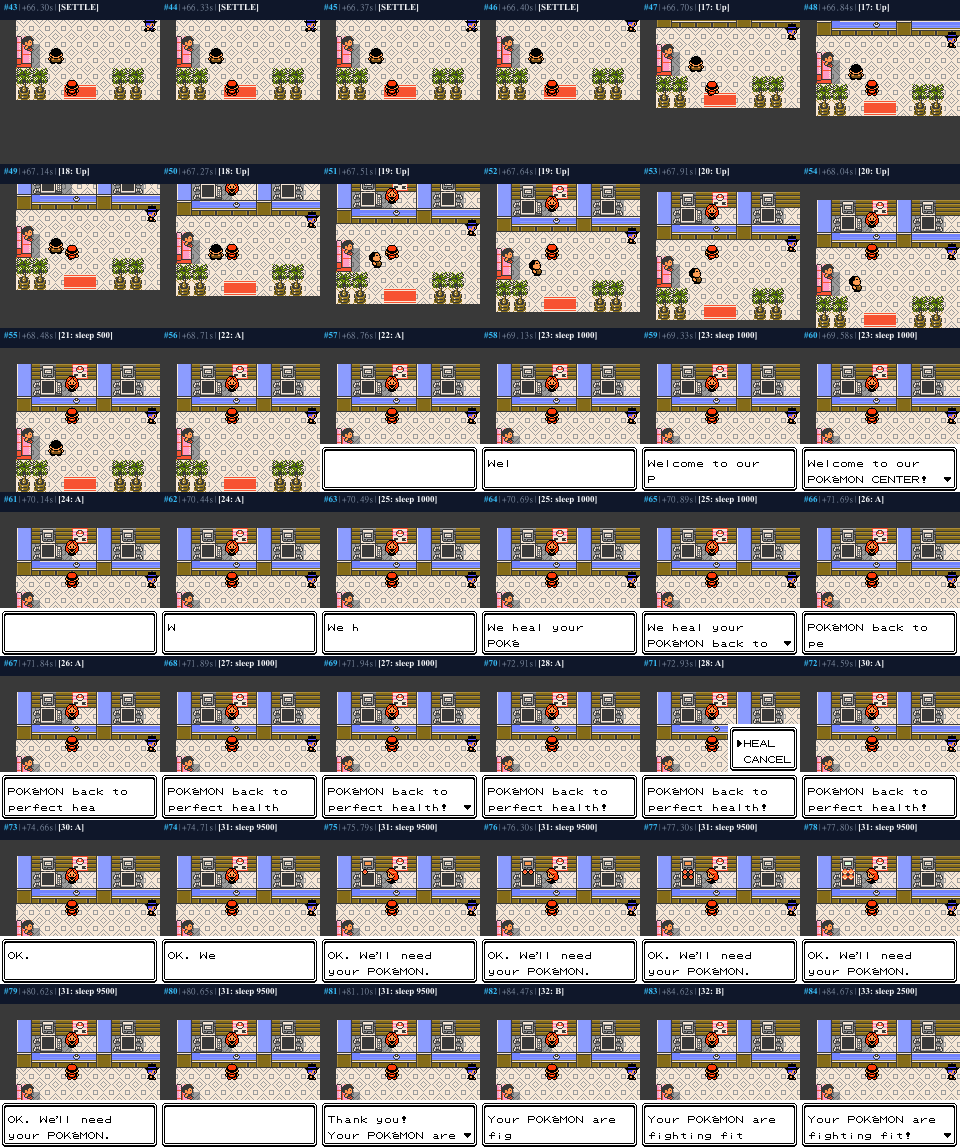 #43|+66.30s|[SETTLE]
#44|+66.33s|[SETTLE]
#45|+66.37s|[SETTLE]
#46|+66.40s|[SETTLE]
#47|+66.70s|[17: Up]
#48|+66.84s|[17: Up]
#49|+67.14s|[18: Up]
#50|+67.27s|[18: Up]
#51|+67.51s|[19: Up]
#52|+67.64s|[19: Up]
#53|+67.91s|[20: Up]
#54|+68.04s|[20: Up]
#55|+68.48s|[21: sleep 500]
#56|+68.71s|[22: A]
#57|+68.76s|[22: A]
#58|+69.13s|[23: sleep 1000]
#59|+69.33s|[23: sleep 1000]
#60|+69.58s|[23: sleep 1000]
Wel
Welcome to our
P
Welcome to our
POKéMON CENTER!
#61|+70.14s|[24: A]
#62|+70.44s|[24: A]
#63|+70.49s|[25: sleep 1000]
#64|+70.69s|[25: sleep 1000]
#65|+70.89s|[25: sleep 1000]
#66|+71.69s|[26: A]
W
We h
We heal your
POKé
We heal your
POKéMON back to
POKéMON back to
pe
#67|+71.84s|[26: A]
#68|+71.89s|[27: sleep 1000]
#69|+71.94s|[27: sleep 1000]
#70|+72.91s|[28: A]
#71|+72.93s|[28: A]
#72|+74.59s|[30: A]
POKéMON back to
perfect hea
POKéMON back to
perfect health
POKéMON back to
perfect health!
POKéMON back to
perfect health!
HEAL
CANCEL
POKéMON back to
perfect health!
POKéMON back to
perfect health!
#73|+74.66s|[30: A]
#74|+74.71s|[31: sleep 9500]
#75|+75.79s|[31: sleep 9500]
#76|+76.30s|[31: sleep 9500]
#77|+77.30s|[31: sleep 9500]
#78|+77.80s|[31: sleep 9500]
OK.
OK. We
OK. We'll need
your POKéMON.
OK. We'll need
your POKéMON.
OK. We'll need
your POKéMON.
OK. We'll need
your POKéMON.
#79|+80.62s|[31: sleep 9500]
#80|+80.65s|[31: sleep 9500]
#81|+81.10s|[31: sleep 9500]
#82|+84.47s|[32: B]
#83|+84.62s|[32: B]
#84|+84.67s|[33: sleep 2500]
OK. We'll need
your POKéMON.
Thank you!
Your POKéMON are
Your POKéMON are
fig
Your POKéMON are
fighting fit
Your POKéMON are
fighting fit!